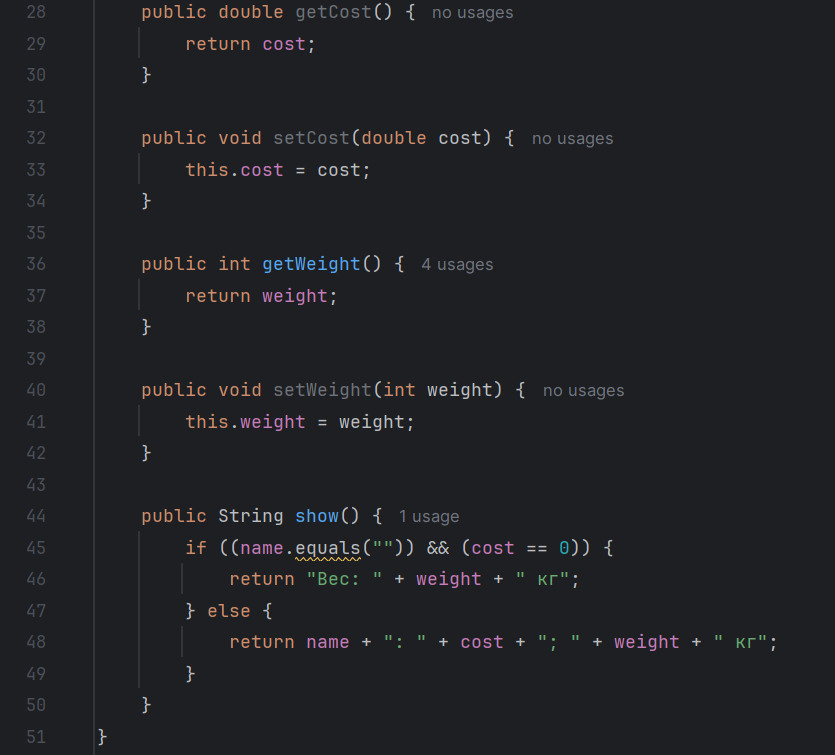 28 public double getCost() { no usages
29 return cost;
30 }
31
32 public void setCost(double cost) { no usages
33 this.cost = cost;
34 }
35
36 public int getWeight() { 4 usages
37 return weight;
38 }
39
40 public void setWeight(int weight) { no usages
41 this.weight = weight;
42 }
43
44 public String show() { 1 usage
45 if ((name.equals("")) && (cost == 0)) {
46 return "Вес: " + weight + " кг";
47 } else {
48 return name + ": " + cost + "; " + weight + " кг";
49 }
50 }
51 }